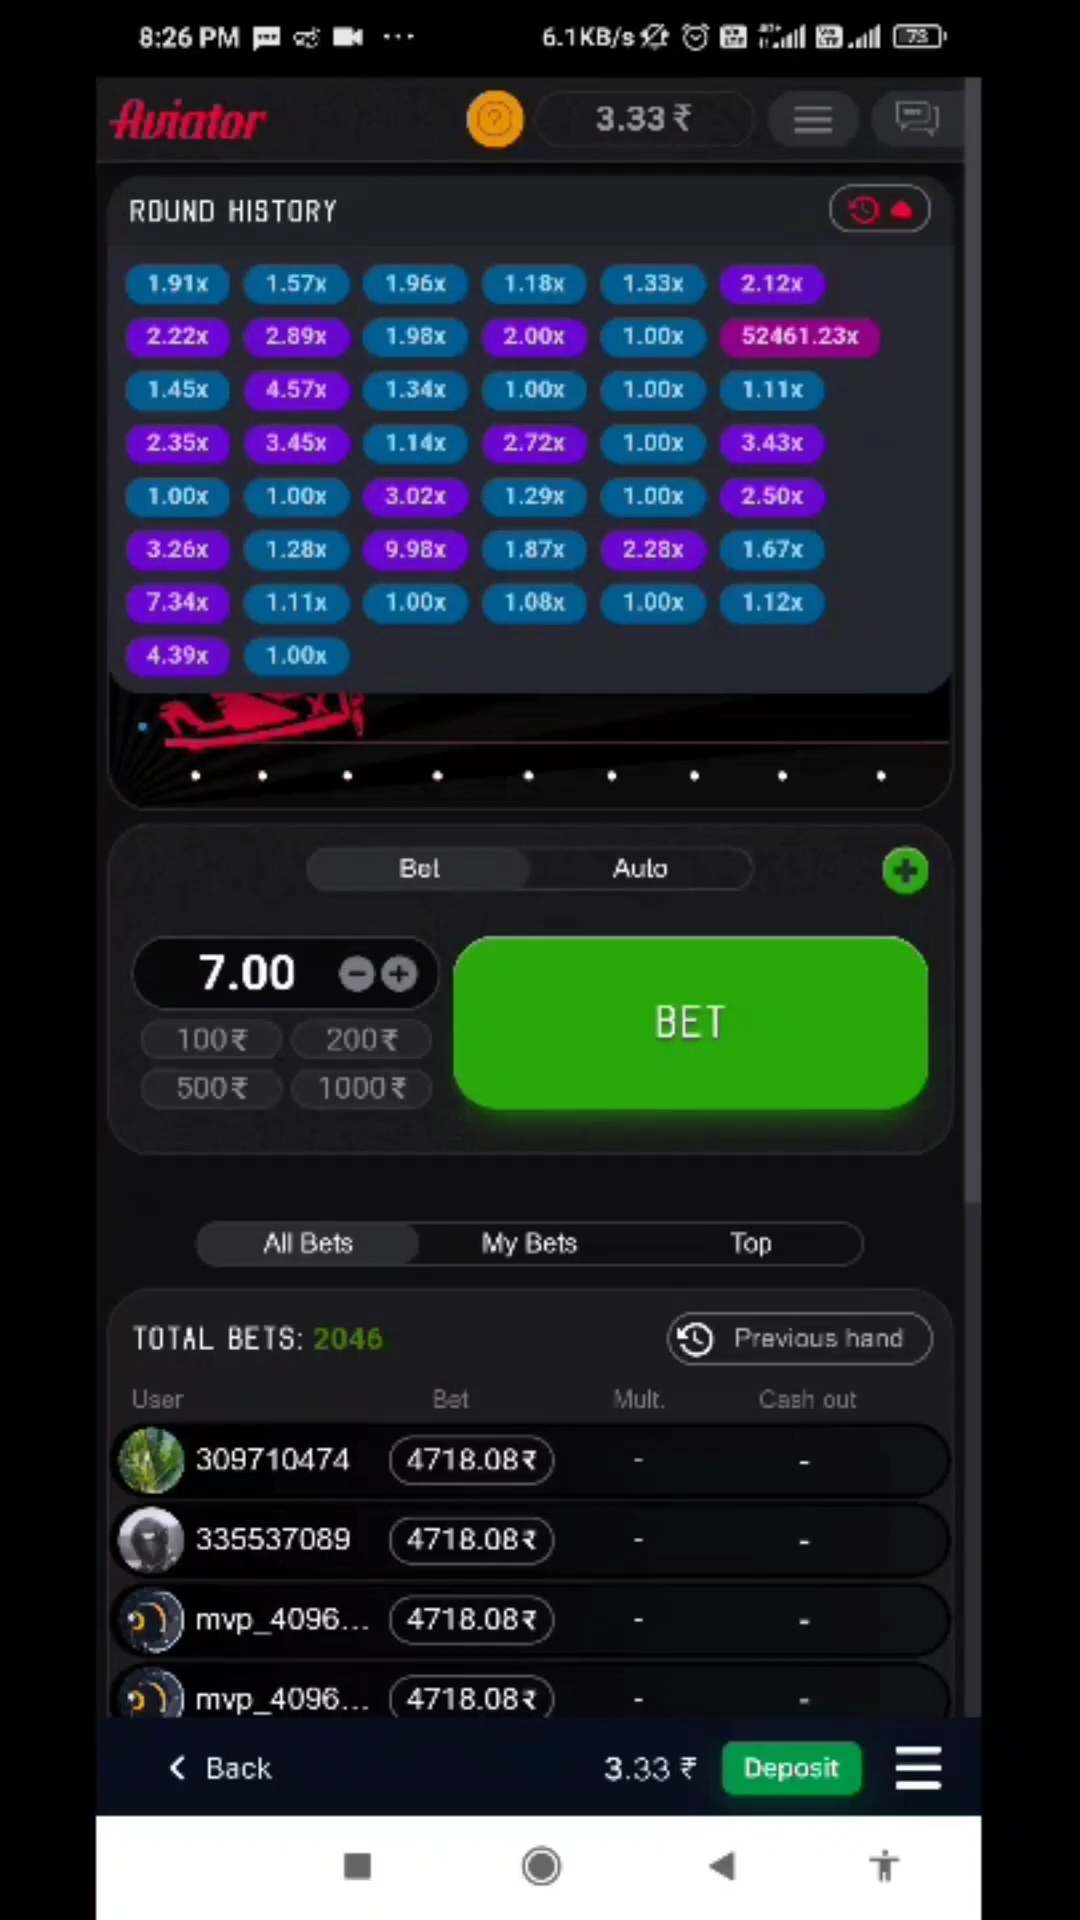 8:26 PM 6.1KB/s 73
Aviator 3.33 ₹
ROUND HISTORY
1.91x 1.57x 1.96x 1.18x 1.33x 2.12x
2.22x 2.89x 1.98x 2.00x 1.00x 52461.23x
1.45x 4.57x 1.34x 1.00x 1.00x 1.11x
2.35x 3.45x 1.14x 2.72x 1.00x 3.43x
1.00x 1.00x 3.02x 1.29x 1.00x 2.50x
3.26x 1.28x 9.98x 1.87x 2.28x 1.67x
7.34x 1.11x 1.00x 1.08x 1.00x 1.12x
4.39x 1.00x
Bet Auto
7.00
BET
100₹ 200₹
500₹ 1000₹
All Bets My Bets Top
TOTAL BETS: 2046 Previous hand
User Bet Mult. Cash out
309710474 4718.08₹ - -
335537089 4718.08₹ - -
mvp_4096... 4718.08₹ - -
mvp_4096... 4718.08₹ - -
Back 3.33 ₹ Deposit